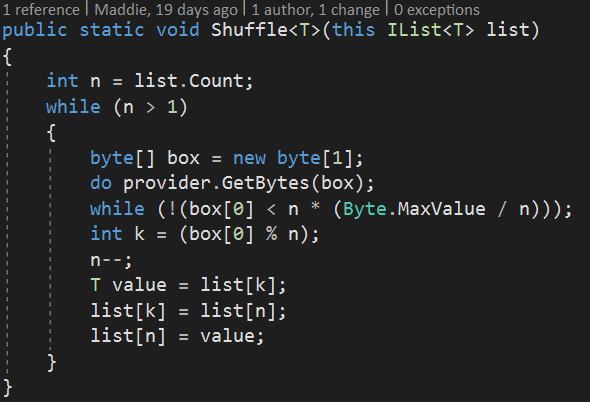 1 reference | Maddie, 19 days ago | 1 author, 1 change | 0 exceptions
public static void Shuffle<T>(this IList<T> list)
{
    int n = list.Count;
    while (n > 1)
    {
        byte[] box = new byte[1];
        do provider.GetBytes(box);
        while (!(box[0] < n * (Byte.MaxValue / n)));
        int k = (box[0] % n);
        n--;
        T value = list[k];
        list[k] = list[n];
        list[n] = value;
    }
}